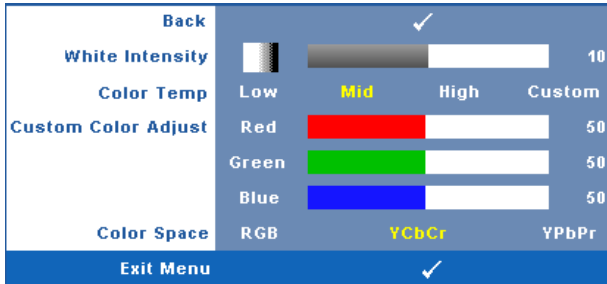 Back
White Intensity 10
Color Temp Low Mid High Custom
Custom Color Adjust Red 50
Green 50
Blue 50
Color Space RGB YCbCr YPbPr
Exit Menu